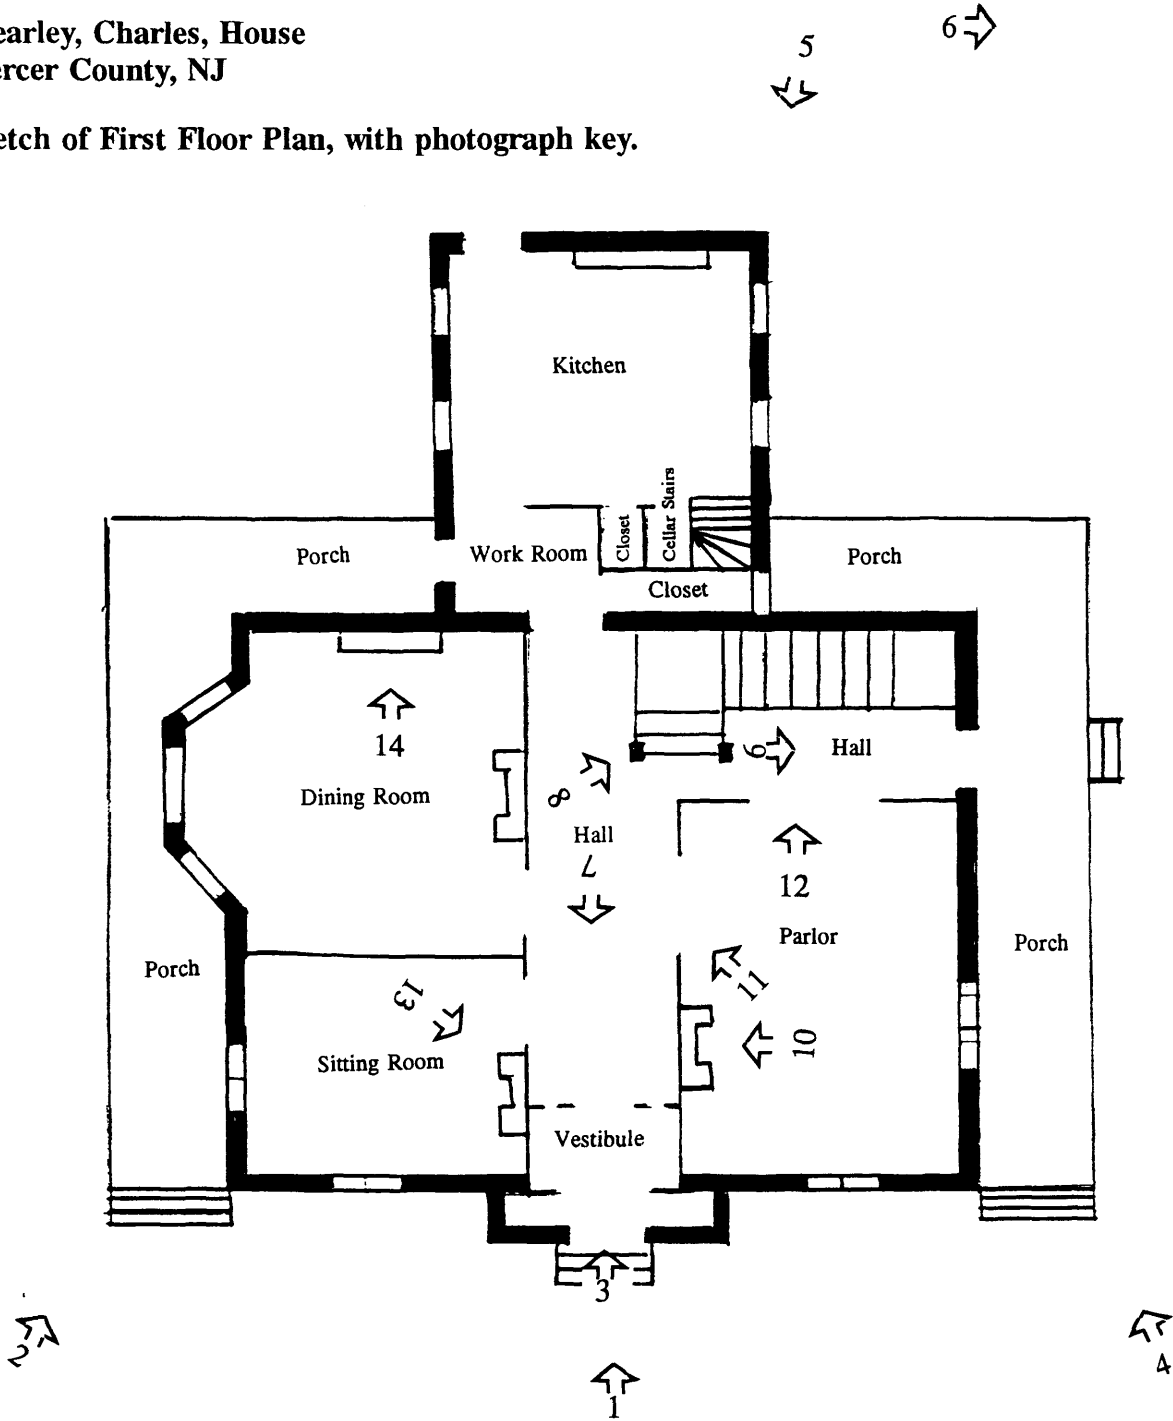 earley, Charles, House
ercer County, NJ
etch of First Floor Plan, with photograph key.
5
6
Kitchen
Closet
Cellar Stairs
Porch
Work Room
Porch
Closet
14
9
Hall
Dining Room
8
Hall
7
12
Parlor
Porch
Porch
11
13
10
Sitting Room
Vestibule
3
2
4
1